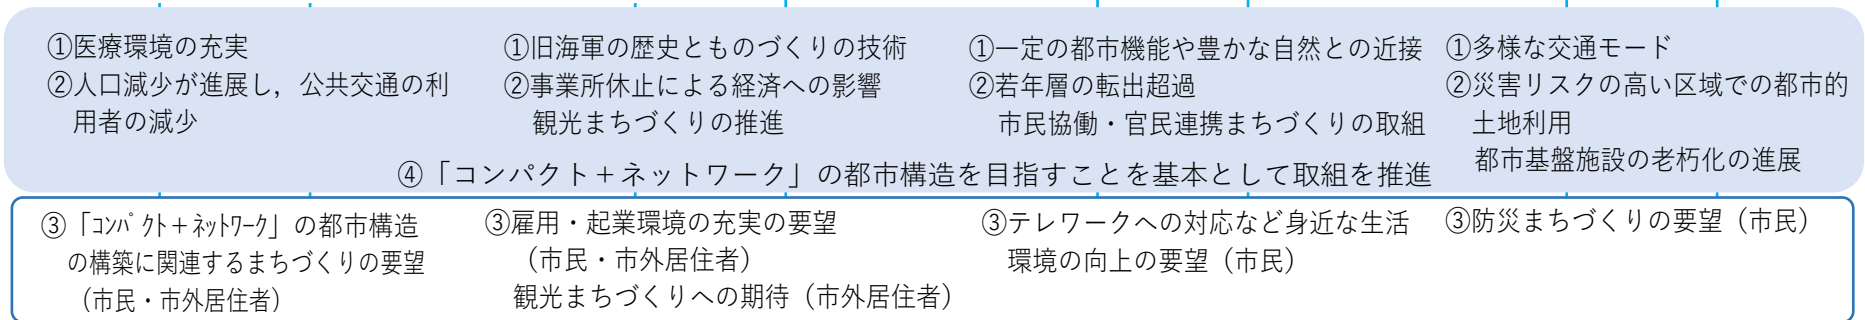 ①医療環境の充実
②人口減少が進展し，公共交通の利
用者の減少
①旧海軍の歴史とものづくりの技術
②事業所休止による経済への影響
観光まちづくりの推進
①一定の都市機能や豊かな自然との近接
②若年層の転出超過
市民協働・官民連携まちづくりの取組
①多様な交通モード
②災害リスクの高い区域での都市的
土地利用
都市基盤施設の老朽化の進展
④「コンパクト＋ネットワーク」の都市構造を目指すことを基本として取組を推進
③「ｺﾝﾊﾟｸﾄ＋ﾈｯﾄﾜｰｸ」の都市構造
の構築に関連するまちづくりの要望
（市民・市外居住者）
③雇用・起業環境の充実の要望
（市民・市外居住者）
観光まちづくりへの期待（市外居住者）
③テレワークへの対応など身近な生活
環境の向上の要望（市民）
③防災まちづくりの要望（市民）